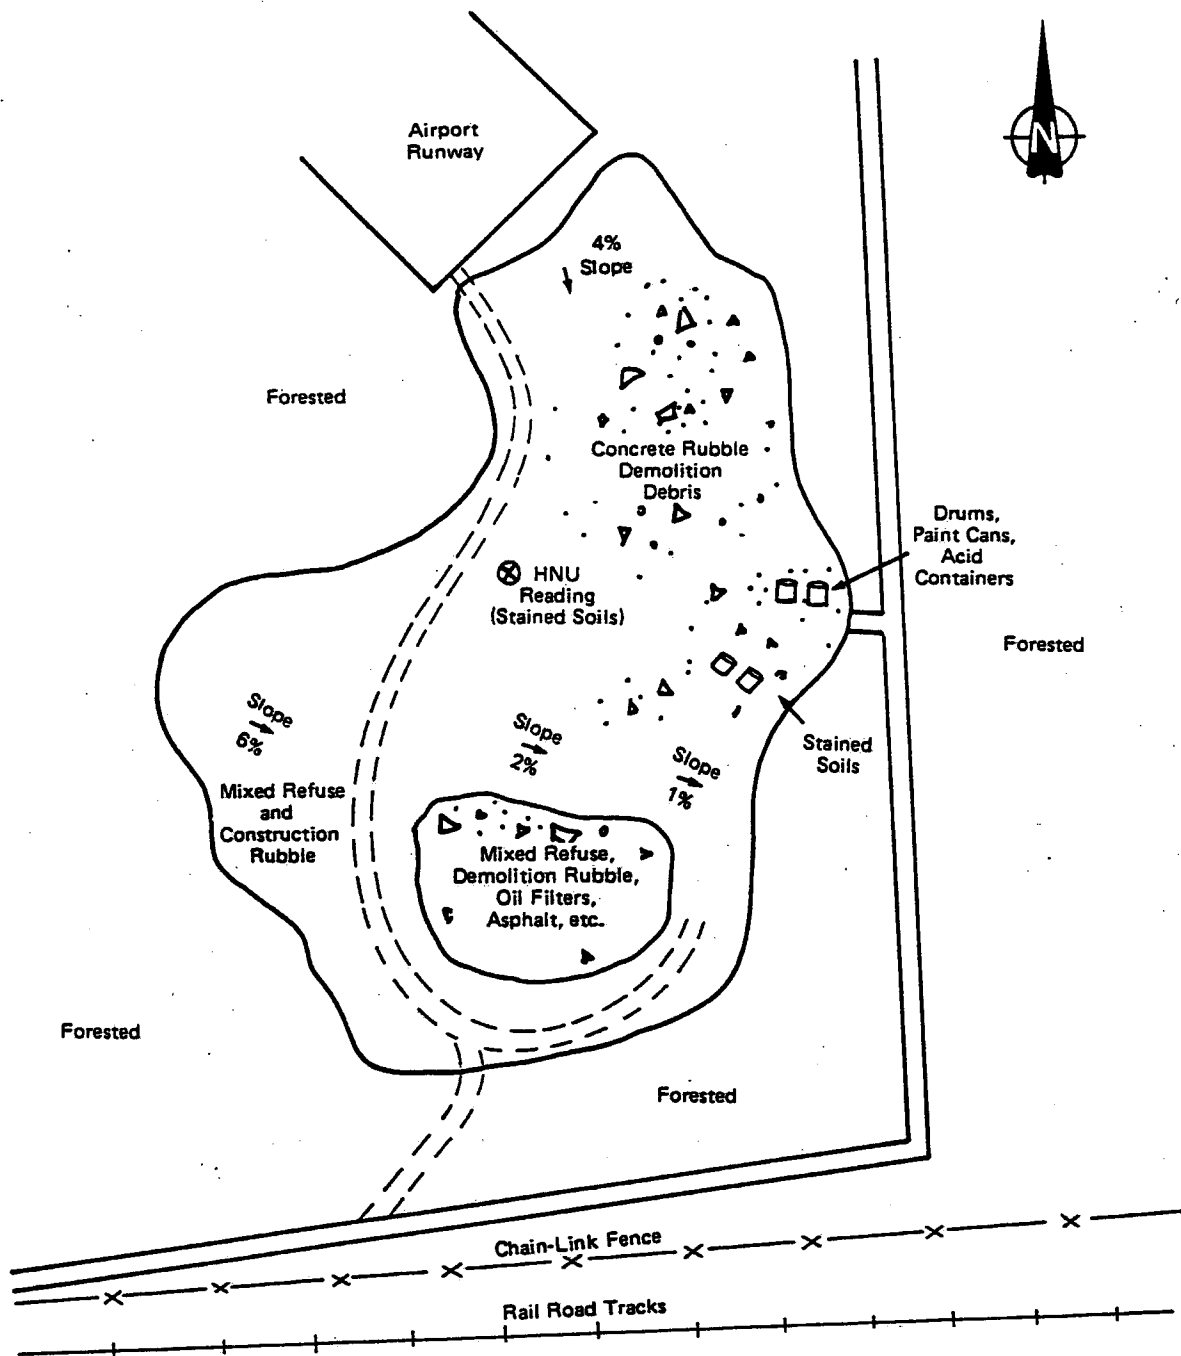 Airport
Runway
N
4%
Slope
Forested
Concrete Rubble
Demolition
Debris
Drums,
Paint Cans,
Acid
Containers
HNU
Reading
(Stained Soils)
Forested
Slope
6%
Slope
2%
Slope
1%
Stained
Soils
Mixed Refuse
and
Construction
Rubble
Mixed Refuse,
Demolition Rubble,
Oil Filters,
Asphalt, etc.
Forested
Forested
Chain-Link Fence
Rail Road Tracks